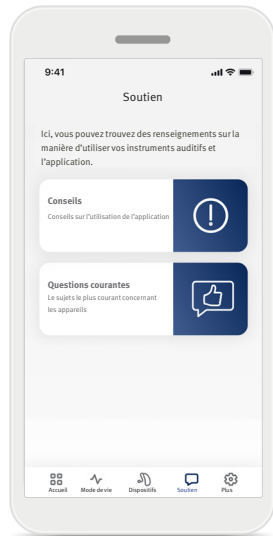 9:41
Soutien
Ici, vous pouvez trouvez des renseignements sur la
manière d'utiliser vos instruments auditifs et
l'application.
Conseils
Conseils sur l'utilisation de l'application
Questions courantes
Le sujets le plus courant concernant
les appareils
Accueil Mode de vie Dispositifs Soutien Plus